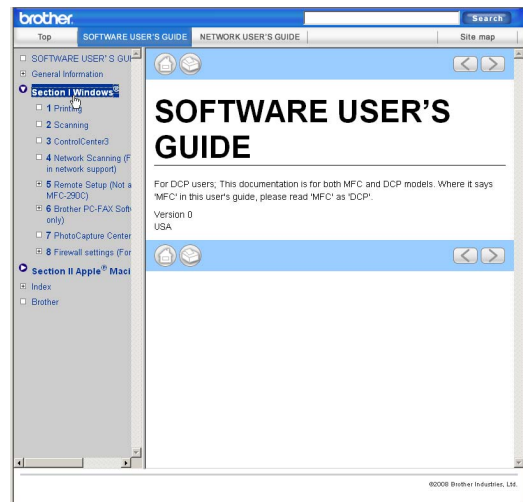 brother.
Search
Top
SOFTWARE USER'S GUIDE
NETWORK USER'S GUIDE
Site map
SOFTWARE USER'S GUI
General Information
Section I Windows®
1 Printing
2 Scanning
3 ControlCenter3
4 Network Scanning (F
in network support)
5 Remote Setup (Not a
MFC-290C)
6 Brother PC-FAX Soft
only)
7 PhotoCapture Center
8 Firewall settings (For
Section II Apple® Maci
Index
Brother
SOFTWARE USER'S
GUIDE
For DCP users; This documentation is for both MFC and DCP models. Where it says
'MFC' in this user's guide, please read 'MFC' as 'DCP'.
Version 0
USA
©2008 Brother Industries, Ltd.